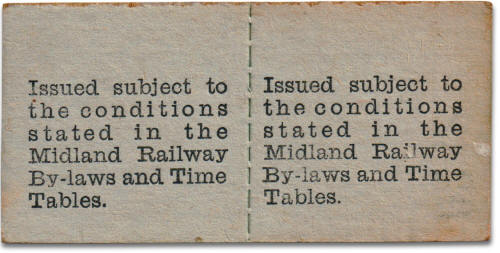 Issued subject to
the conditions
stated in the
Midland Railway
By-laws and Time
Tables.
Issued subject to
the conditions
stated in the
Midland Railway
By-laws and Time
Tables.